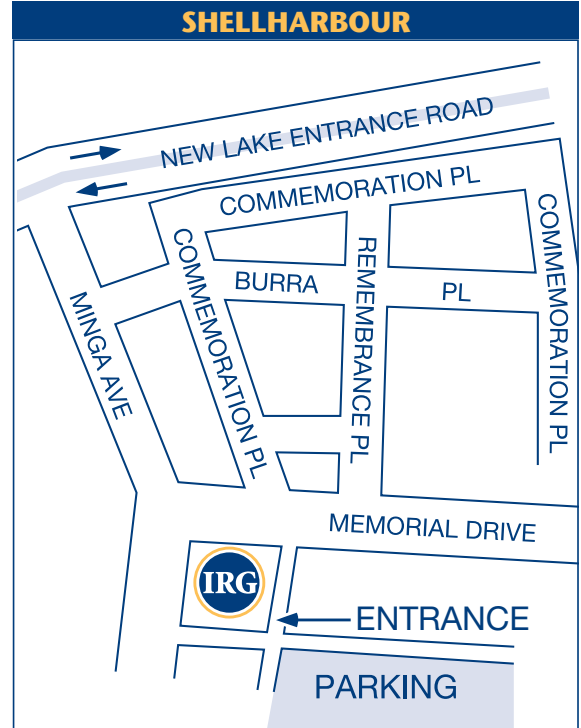 SHELLHARBOUR
NEW LAKE ENTRANCE ROAD
COMMEMORATION PL
COMMEMORATION PL
COMMEMORATION PL
BURRA PL
REMEMBRANCE PL
MINGA AVE
MEMORIAL DRIVE
IRG
ENTRANCE
PARKING